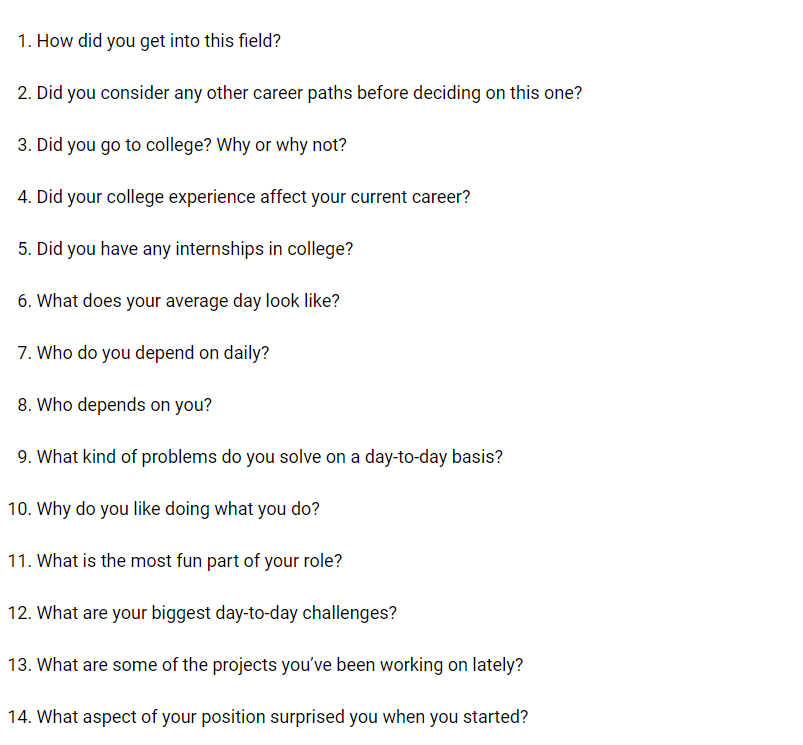 1. How did you get into this field?
2. Did you consider any other career paths before deciding on this one?
3. Did you go to college? Why or why not?
4. Did your college experience affect your current career?
5. Did you have any internships in college?
6. What does your average day look like?
7. Who do you depend on daily?
8. Who depends on you?
9. What kind of problems do you solve on a day-to-day basis?
10. Why do you like doing what you do?
11. What is the most fun part of your role?
12. What are your biggest day-to-day challenges?
13. What are some of the projects you’ve been working on lately?
14. What aspect of your position surprised you when you started?